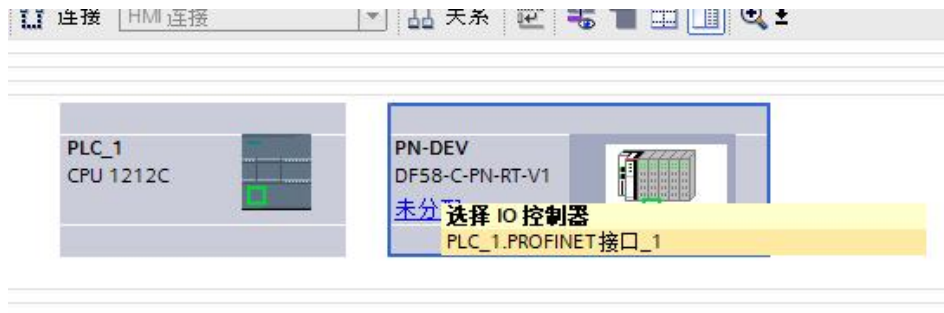 连接 HMI 连接 关系
PLC_1
CPU 1212C
PN-DEV
DF58-C-PN-RT-V1
未分
选择 IO 控制器
PLC_1.PROFINET接口_1